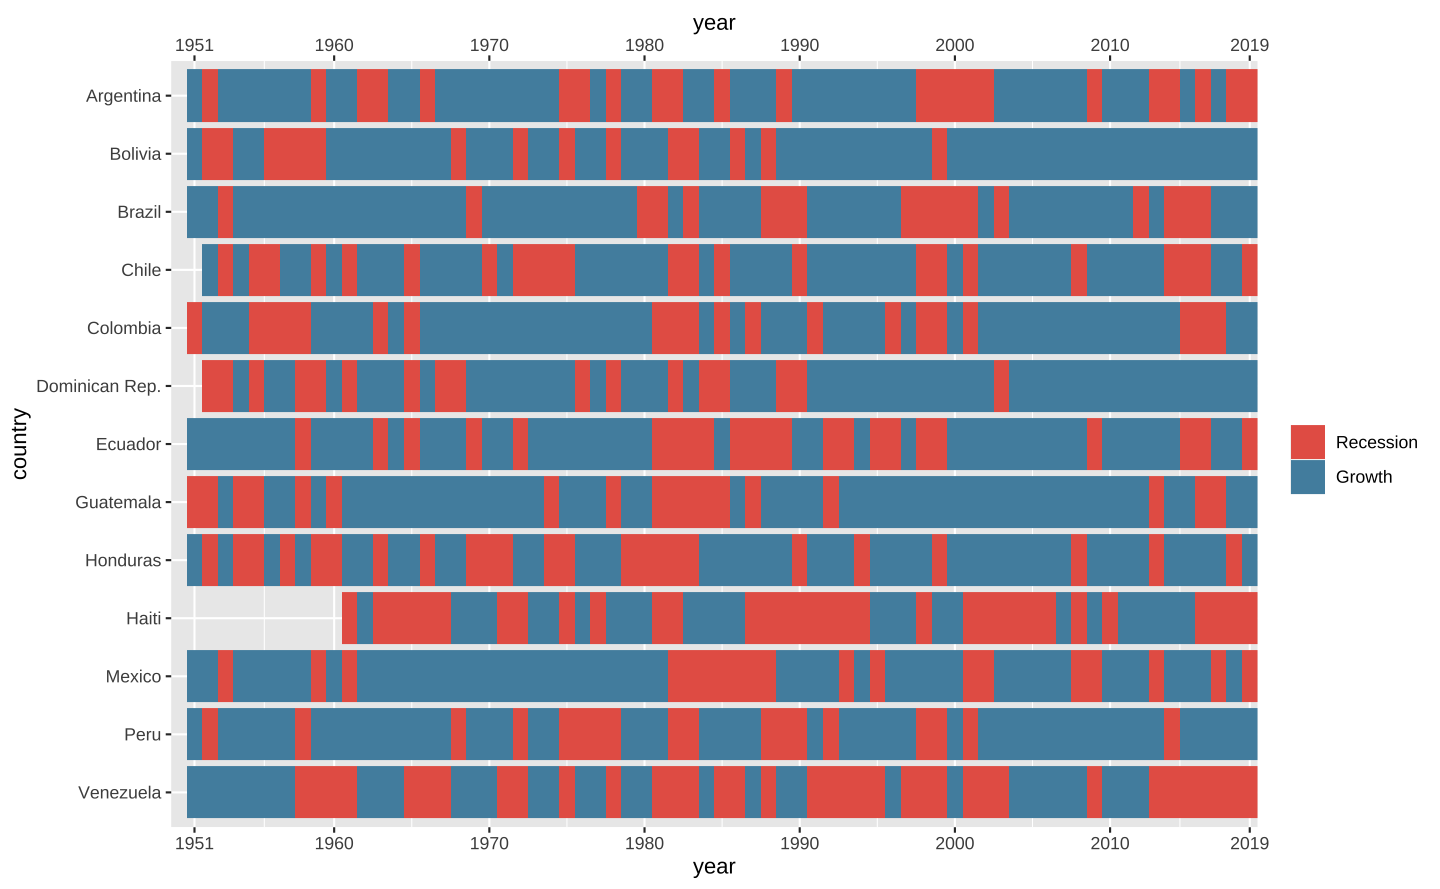 year
1951 1960 1970 1980 1990 2000 2010 2019
Argentina
Bolivia
Brazil
Chile
Colombia
Dominican Rep.
Ecuador
Guatemala
Honduras
Haiti
Mexico
Peru
Venezuela
country
1951 1960 1970 1980 1990 2000 2010 2019
year
Recession
Growth